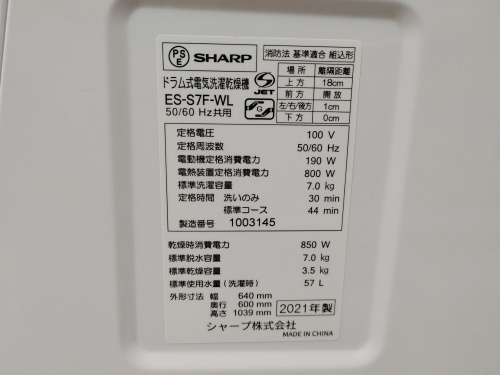 PS E SHARP
消防法 基準適合 組込形
ドラム式電気洗濯乾燥機
ES-S7F-WL
50/60 Hz共用
JET
G
場所 離隔距離
上方 18cm
前方 開放
左/右/後方 1cm
下方 0cm
定格電圧 100 V
定格周波数 50/60 Hz
電動機定格消費電力 190 W
電熱装置定格消費電力 800 W
標準洗濯容量 7.0 kg
定格時間 洗いのみ 30 min
標準コース 44 min
製造番号 1003145
乾燥時消費電力 850 W
標準脱水容量 7.0 kg
標準乾燥容量 3.5 kg
標準使用水量(洗濯時) 57 L
外形寸法 幅 640 mm
奥行 600 mm
高さ 1039 mm
2021年製
シャープ株式会社
MADE IN CHINA